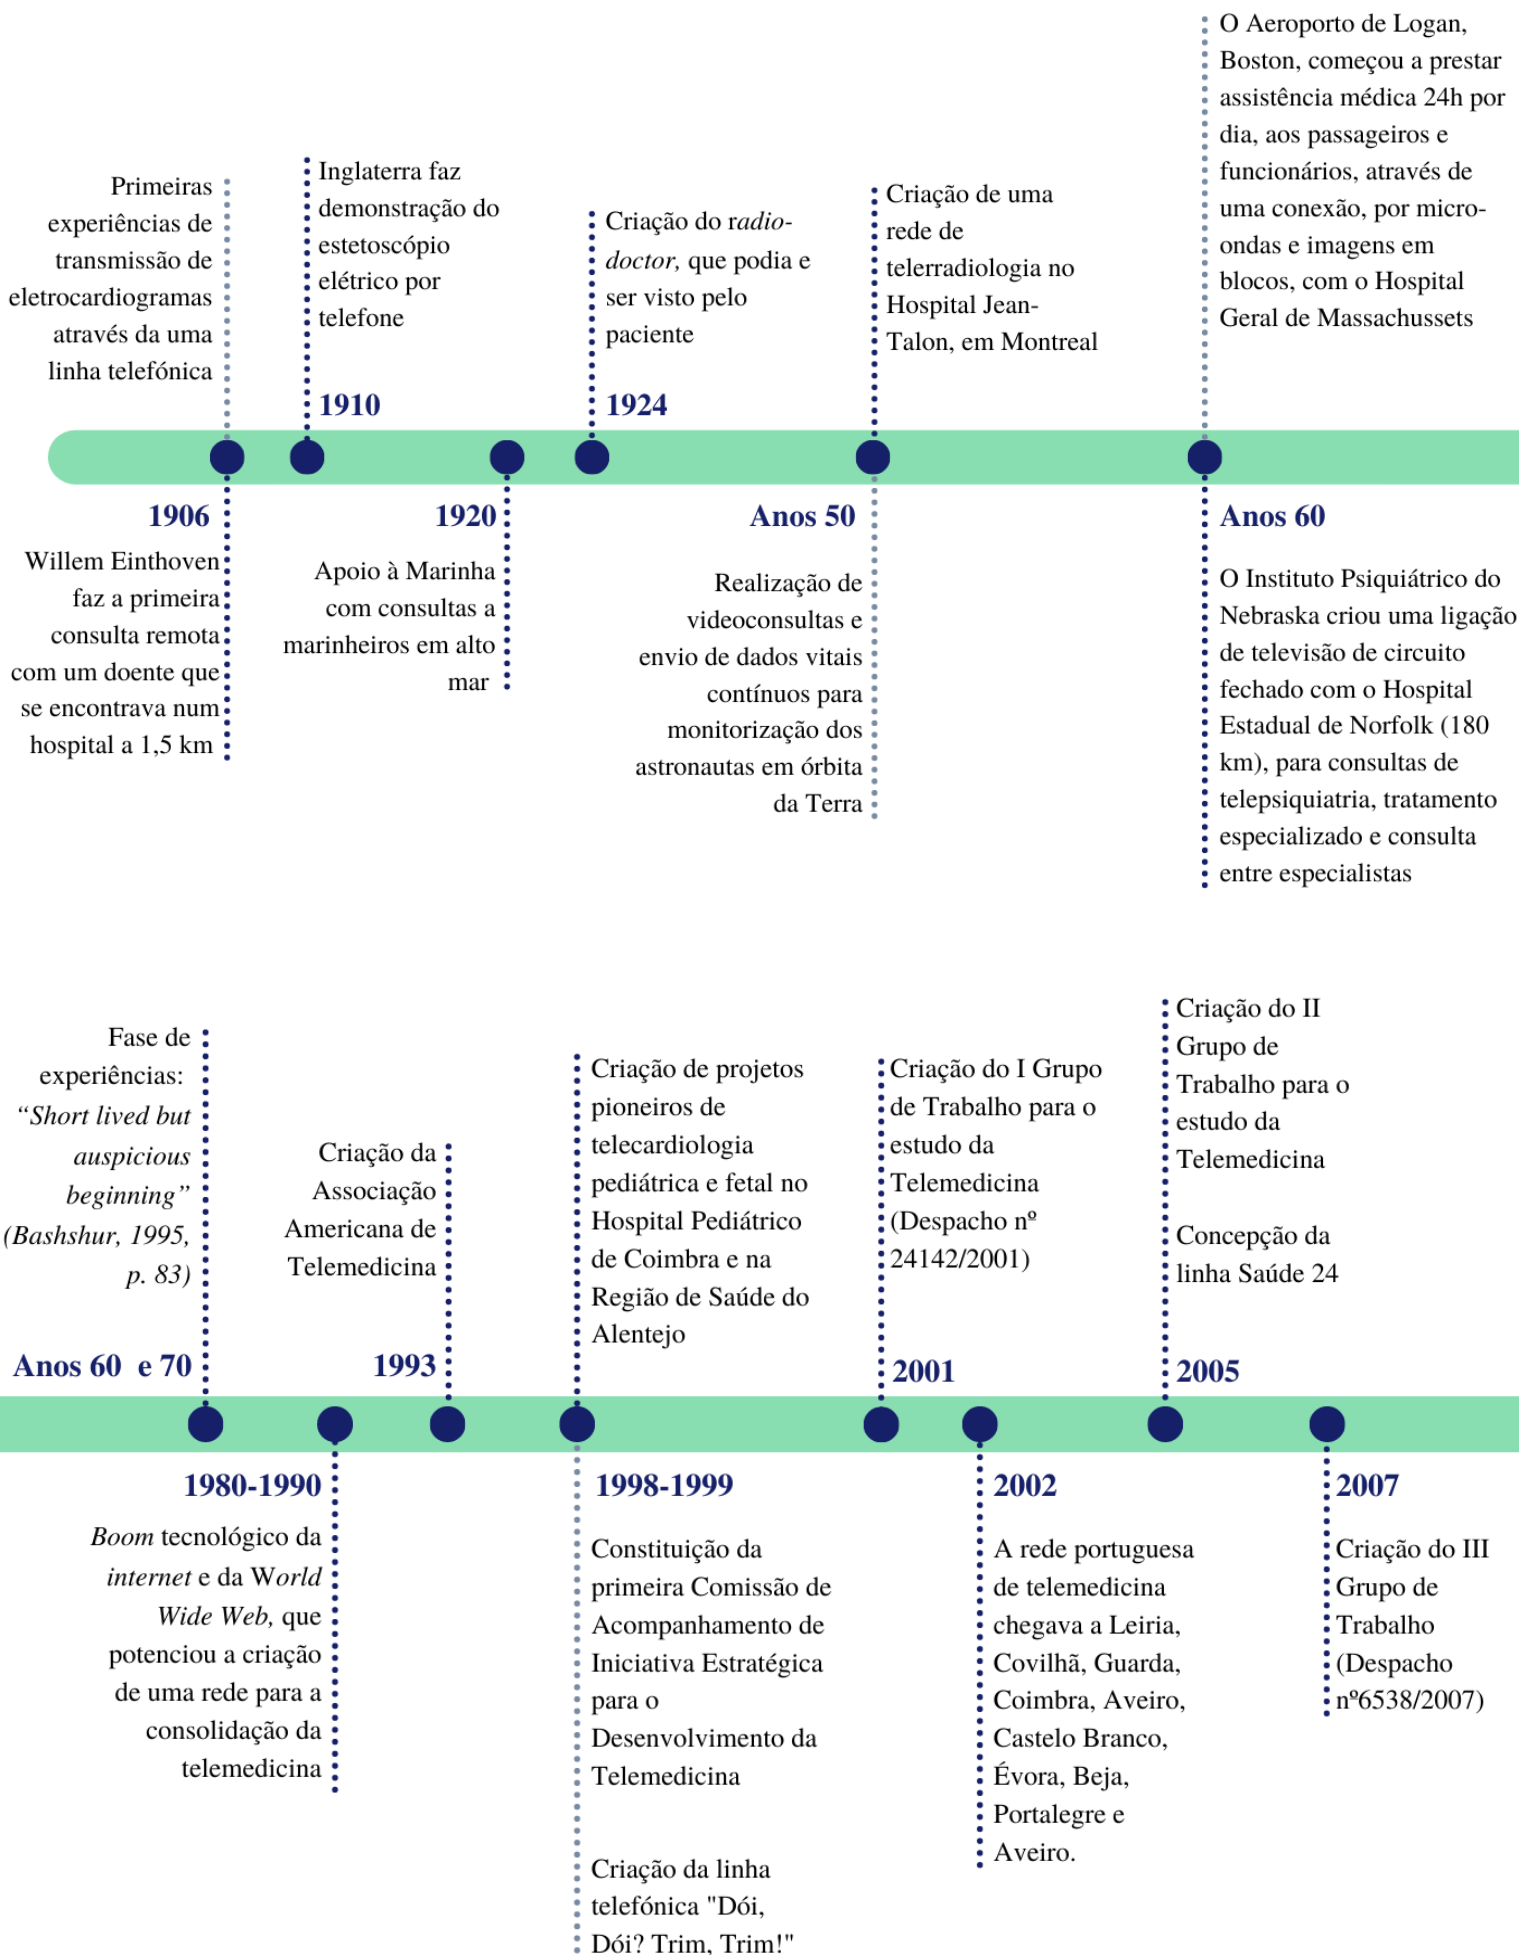 Primeiras
experiências de
transmissão de
eletrocardiogramas
através da uma
linha telefónica
1906
Willem Einthoven
faz a primeira
consulta remota
com um doente que
se encontrava num
hospital a 1,5 km
Inglaterra faz
demonstração do
estetoscópio
elétrico por
telefone
1910
1920
Apoio à Marinha
com consultas a
marinheiros em alto
mar
Criação do radio-
doctor, que podia e
ser visto pelo
paciente
1924
Criação de uma
rede de
telerradiologia no
Hospital Jean-
Talon, em Montreal
Anos 50
Realização de
videoconsultas e
envio de dados vitais
contínuos para
monitorização dos
astronautas em órbita
da Terra
O Aeroporto de Logan,
Boston, começou a prestar
assistência médica 24h por
dia, aos passageiros e
funcionários, através de
uma conexão, por micro-
ondas e imagens em
blocos, com o Hospital
Geral de Massachussets
Anos 60
O Instituto Psiquiátrico do
Nebraska criou uma ligação
de televisão de circuito
fechado com o Hospital
Estadual de Norfolk (180
km), para consultas de
telepsiquiatria, tratamento
especializado e consulta
entre especialistas
Fase de
experiências:
“Short lived but
auspicious
beginning”
(Bashshur, 1995,
p. 83)
Anos 60 e 70
1980-1990
Boom tecnológico da
internet e da World
Wide Web, que
potenciou a criação
de uma rede para a
consolidação da
telemedicina
Criação da
Associação
Americana de
Telemedicina
1993
Criação de projetos
pioneiros de
telecardiologia
pediátrica e fetal no
Hospital Pediátrico
de Coimbra e na
Região de Saúde do
Alentejo
1998-1999
Constituição da
primeira Comissão de
Acompanhamento de
Iniciativa Estratégica
para o
Desenvolvimento da
Telemedicina
Criação da linha
telefónica "Dói,
Dói? Trim, Trim!"
Criação do I Grupo
de Trabalho para o
estudo da
Telemedicina
(Despacho nº
24142/2001)
2001
2002
A rede portuguesa
de telemedicina
chegava a Leiria,
Covilhã, Guarda,
Coimbra, Aveiro,
Castelo Branco,
Évora, Beja,
Portalegre e
Aveiro.
Criação do II
Grupo de
Trabalho para o
estudo da
Telemedicina
Concepção da
linha Saúde 24
2005
2007
Criação do III
Grupo de
Trabalho
(Despacho
nº6538/2007)